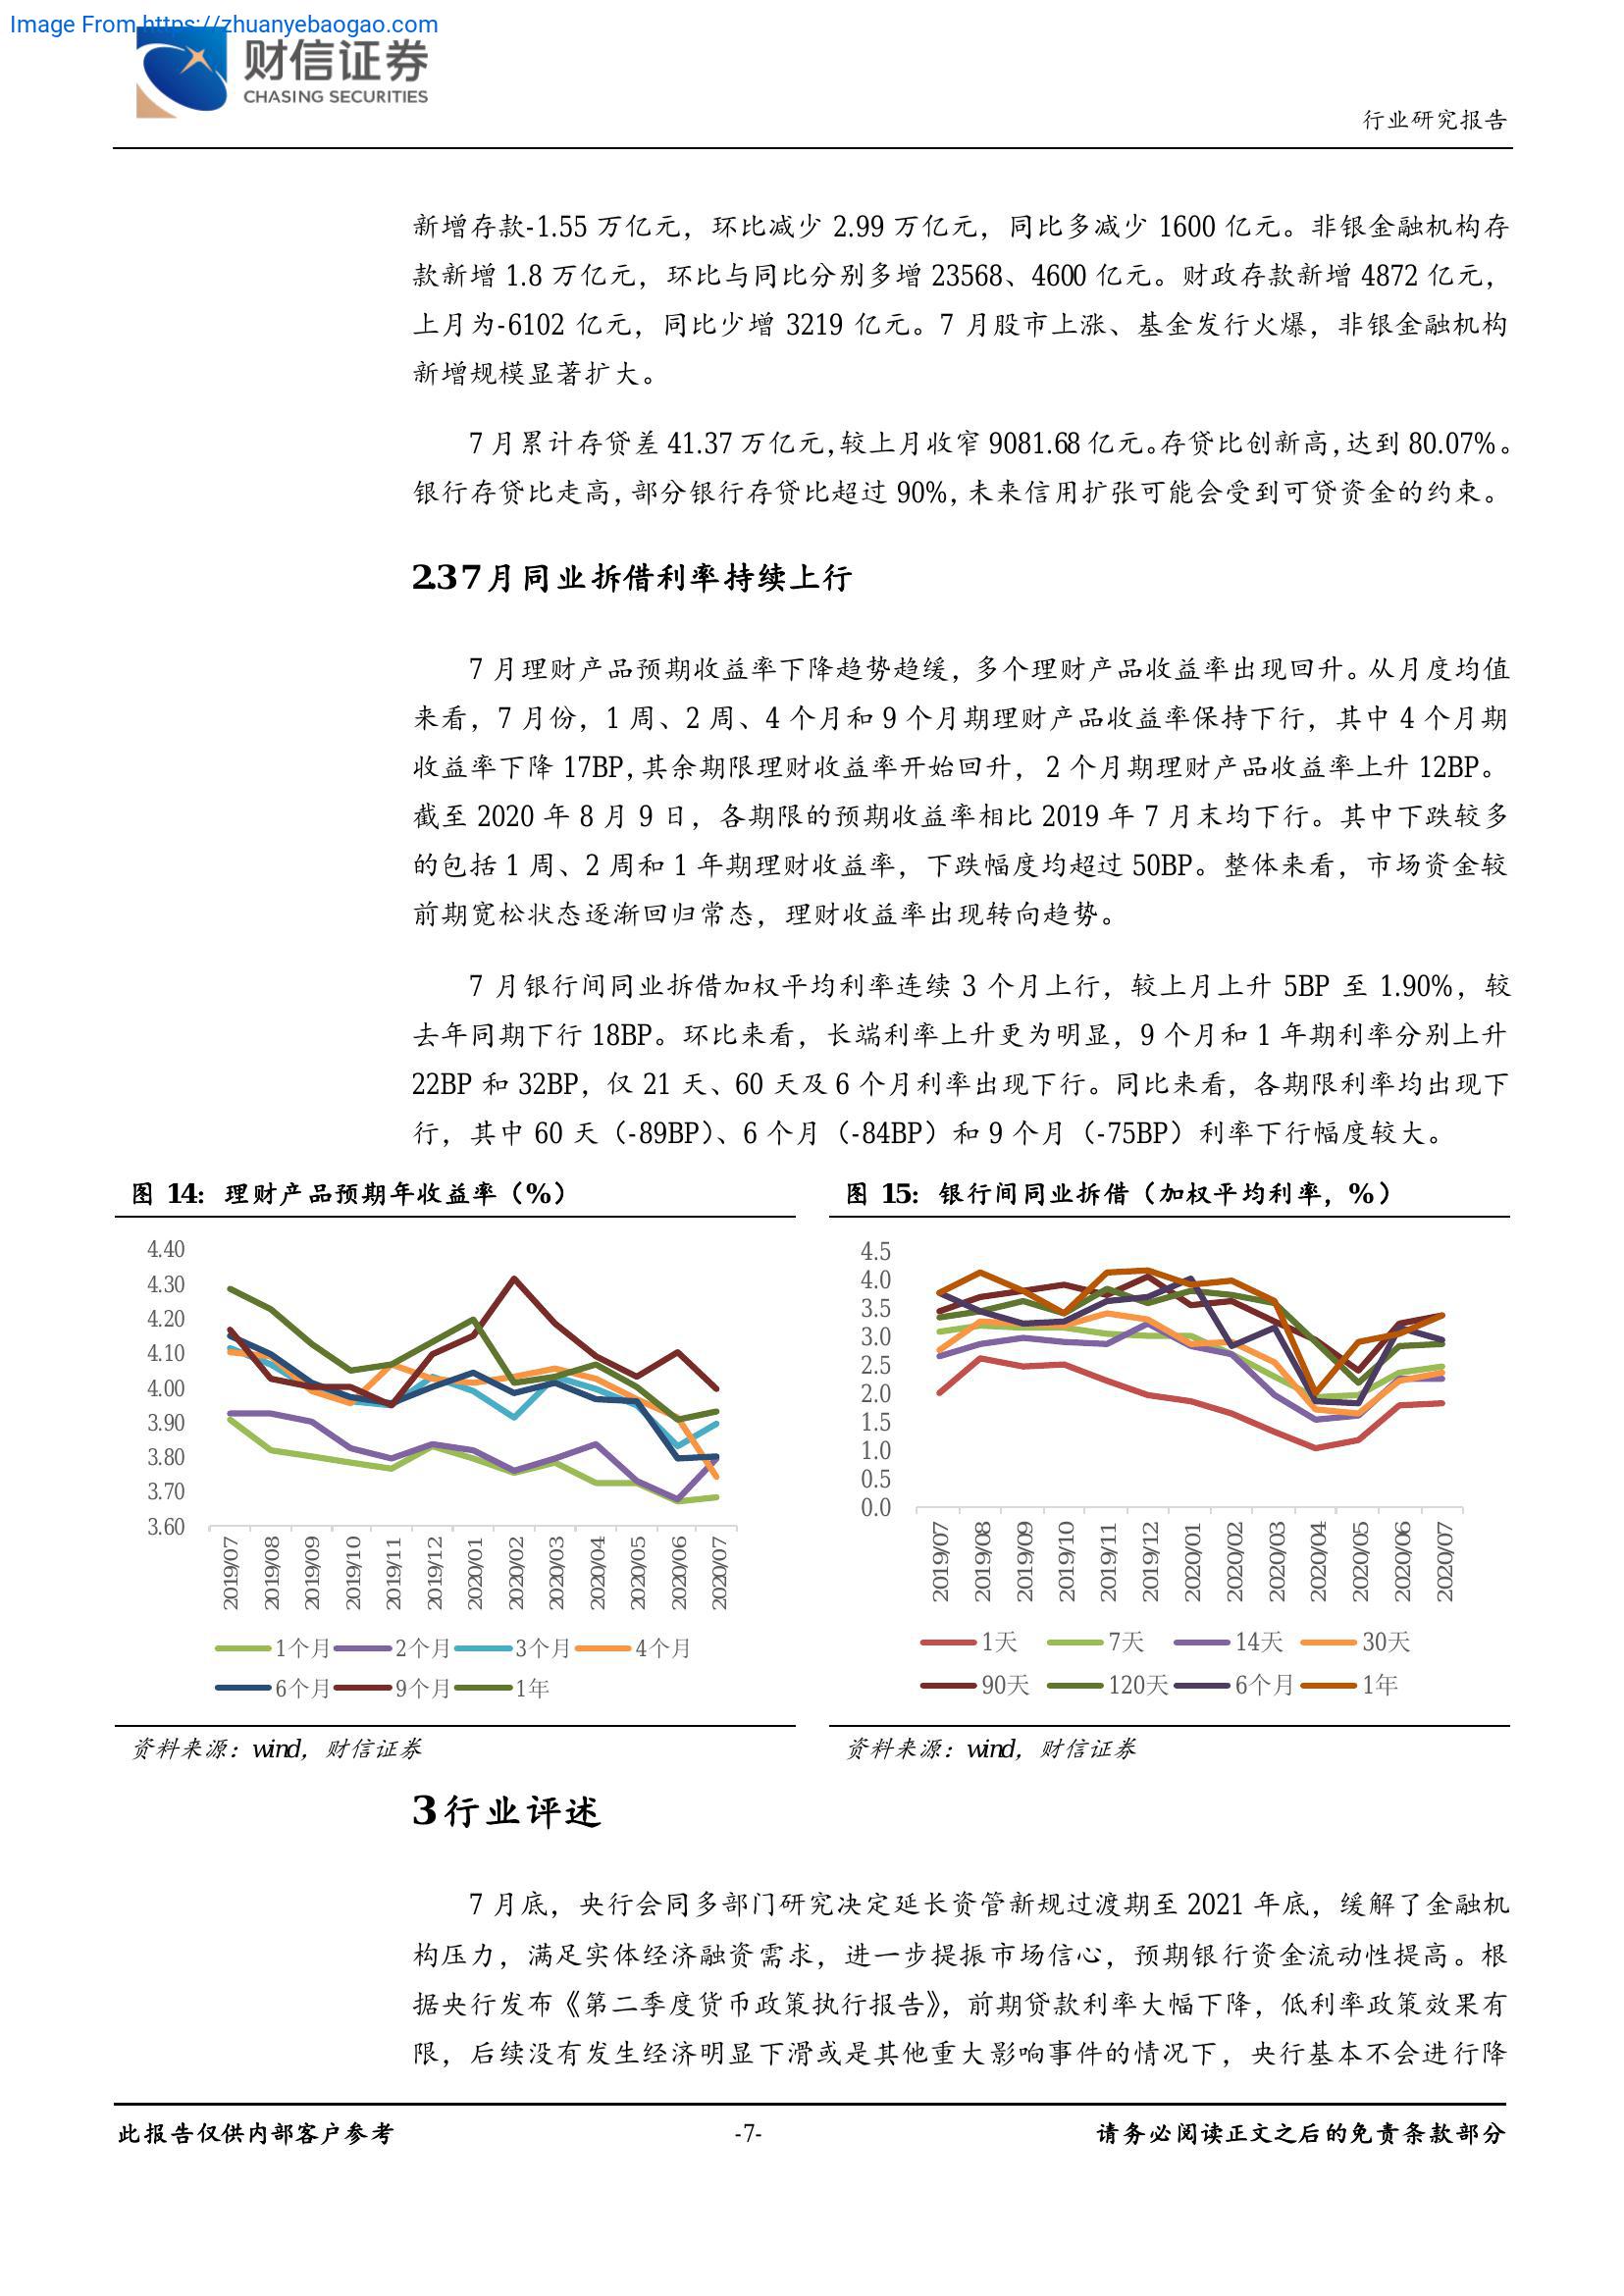 Image From https://zhuanyebaogao.com
财信证券
CHASING SECURITIES
行业研究报告
新增存款-1.55 万亿元，环比减少 2.99 万亿元，同比多减少 1600 亿元。非银金融机构存
款新增 1.8 万亿元，环比与同比分别多增 23568、4600 亿元。财政存款新增 4872 亿元，
上月为-6102 亿元，同比少增 3219 亿元。7 月股市上涨、基金发行火爆，非银金融机构
新增规模显著扩大。
7 月累计存贷差 41.37 万亿元,较上月收窄 9081.68 亿元。存贷比创新高,达到 80.07%。
银行存贷比走高,部分银行存贷比超过 90%,未来信用扩张可能会受到可贷资金的约束。
2.3 7 月同业拆借利率持续上行
7 月理财产品预期收益率下降趋势趋缓，多个理财产品收益率出现回升。从月度均值
来看，7 月份，1 周、2 周、4 个月和 9 个月期理财产品收益率保持下行，其中 4 个月期
收益率下降 17BP,其余期限理财收益率开始回升，2 个月期理财产品收益率上升 12BP。
截至 2020 年 8 月 9 日，各期限的预期收益率相比 2019 年 7 月末均下行。其中下跌较多
的包括 1 周、2 周和 1 年期理财收益率，下跌幅度均超过 50BP。整体来看，市场资金较
前期宽松状态逐渐回归常态，理财收益率出现转向趋势。
7 月银行间同业拆借加权平均利率连续 3 个月上行，较上月上升 5BP 至 1.90%，较
去年同期下行 18BP。环比来看，长端利率上升更为明显，9 个月和 1 年期利率分别上升
22BP 和 32BP，仅 21 天、60 天及 6 个月利率出现下行。同比来看，各期限利率均出现下
行，其中 60 天（-89BP）、6 个月（-84BP）和 9 个月（-75BP）利率下行幅度较大。
图 14：理财产品预期年收益率（%）
4.40
4.30
4.20
4.10
4.00
3.90
3.80
3.70
3.60
2019/07 2019/08 2019/09 2019/10 2019/11 2019/12 2020/01 2020/02 2020/03 2020/04 2020/05 2020/06 2020/07
1个月 2个月 3个月 4个月
6个月 9个月 1年
资料来源：wind，财信证券
图 15：银行间同业拆借（加权平均利率，%）
4.5
4.0
3.5
3.0
2.5
2.0
1.5
1.0
0.5
0.0
2019/07 2019/08 2019/09 2019/10 2019/11 2019/12 2020/01 2020/02 2020/03 2020/04 2020/05 2020/06 2020/07
1天 7天 14天 30天
90天 120天 6个月 1年
资料来源：wind，财信证券
3 行业评述
7 月底，央行会同多部门研究决定延长资管新规过渡期至 2021 年底，缓解了金融机
构压力，满足实体经济融资需求，进一步提振市场信心，预期银行资金流动性提高。根
据央行发布《第二季度货币政策执行报告》，前期贷款利率大幅下降，低利率政策效果有
限，后续没有发生经济明显下滑或是其他重大影响事件的情况下，央行基本不会进行降
此报告仅供内部客户参考
-7-
请务必阅读正文之后的免责条款部分